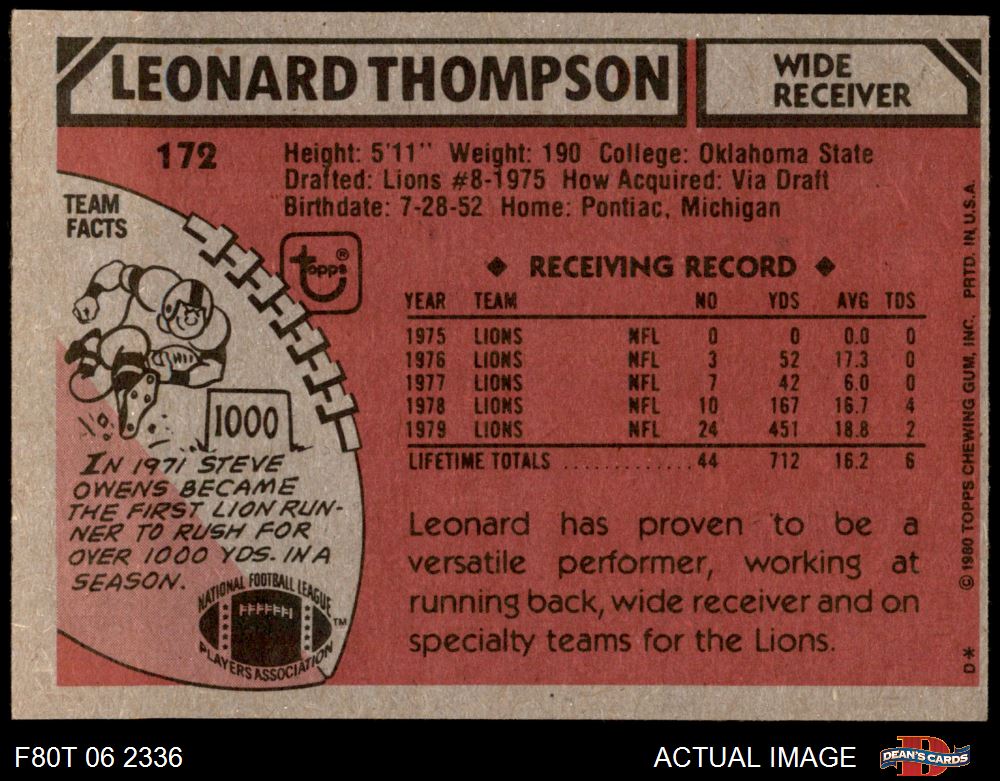 LEONARD THOMPSON
WIDE
RECEIVER
172
Height: 5'11" Weight: 190 College: Oklahoma State
Drafted: Lions #8-1975 How Acquired: Via Draft
Birthdate: 7-28-52 Home: Pontiac, Michigan
TEAM
FACTS
topps®
1000
IN 1971 STEVE
OWENS BECAME
THE FIRST LION RUN-
NER TO RUSH FOR
OVER 1000 YDS. IN A
SEASON.
NATIONAL FOOTBALL LEAGUE
PLAYERS ASSOCIATION
TM
◆ RECEIVING RECORD ◆
YEAR TEAM NO YDS AVG TDS
1975 LIONS NFL 0 0 0.0 0
1976 LIONS NFL 3 52 17.3 0
1977 LIONS NFL 7 42 6.0 0
1978 LIONS NFL 10 167 16.7 4
1979 LIONS NFL 24 451 18.8 2
LIFETIME TOTALS ............. 44 712 16.2 6
Leonard has proven to be a
versatile performer, working at
running back, wide receiver and on
specialty teams for the Lions.
D* © 1980 TOPPS CHEWING GUM, INC. PRTD. IN U.S.A.
F80T 06 2336
ACTUAL IMAGE
D
DEAN'S CARDS